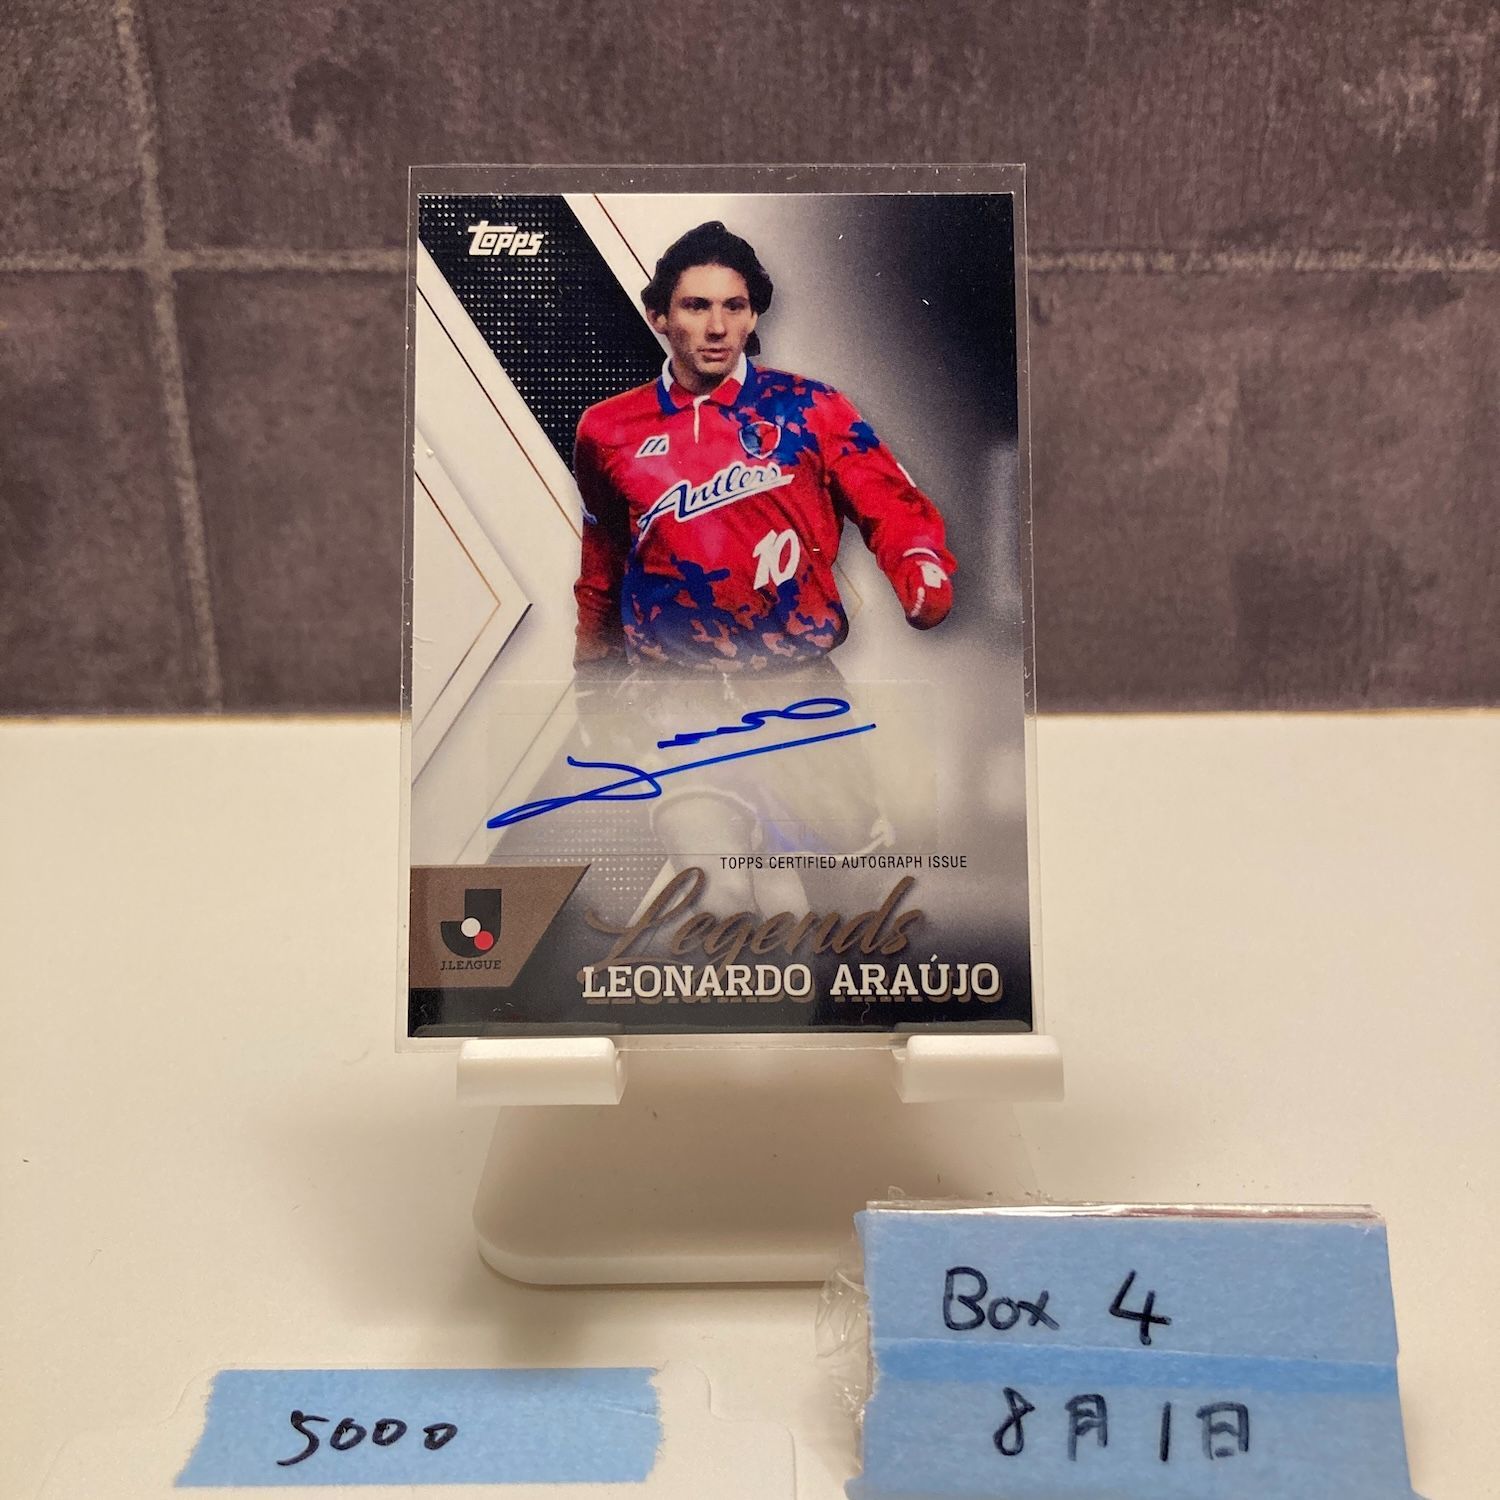 topps
Antlers
10
TOPPS CERTIFIED AUTOGRAPH ISSUE
Legends
J.LEAGUE
LEONARDO ARAÚJO
Box 4
8月1日
5000